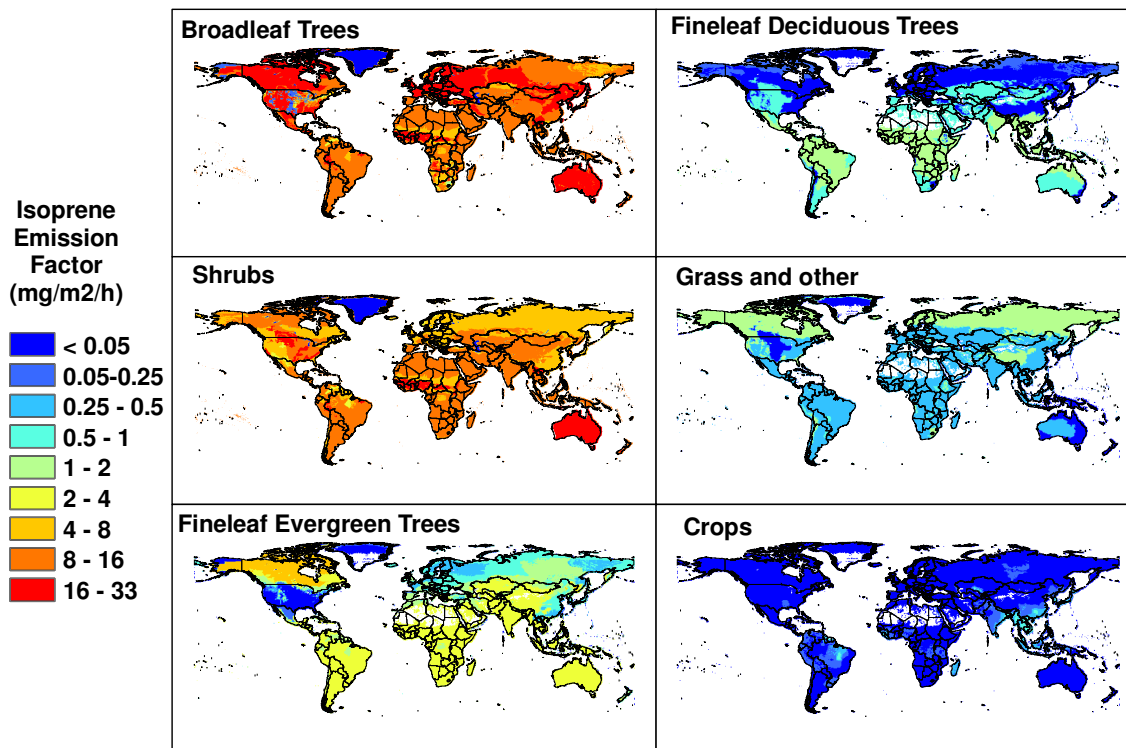 Broadleaf Trees
Fineleaf Deciduous Trees
Isoprene
Emission
Factor
(mg/m2/h)
< 0.05
0.05-0.25
0.25 - 0.5
0.5 - 1
1 - 2
2 - 4
4 - 8
8 - 16
16 - 33
Shrubs
Grass and other
Fineleaf Evergreen Trees
Crops